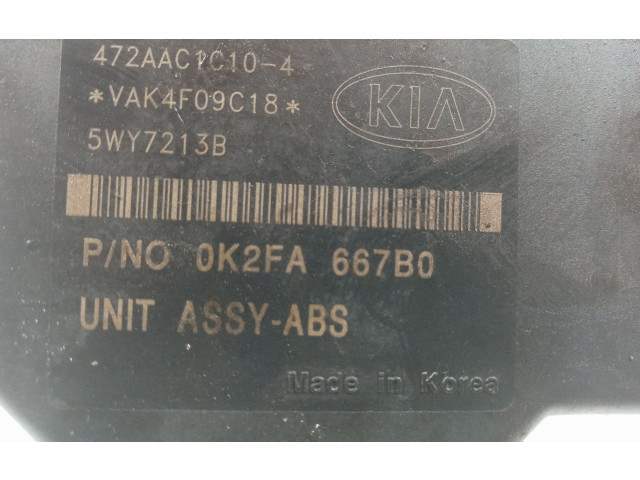 472AAC1C10-4
*VAK4F09C18*
KIA
5WY7213B
P/NO 0K2FA 667B0
UNIT ASSY-ABS
Made in Korea